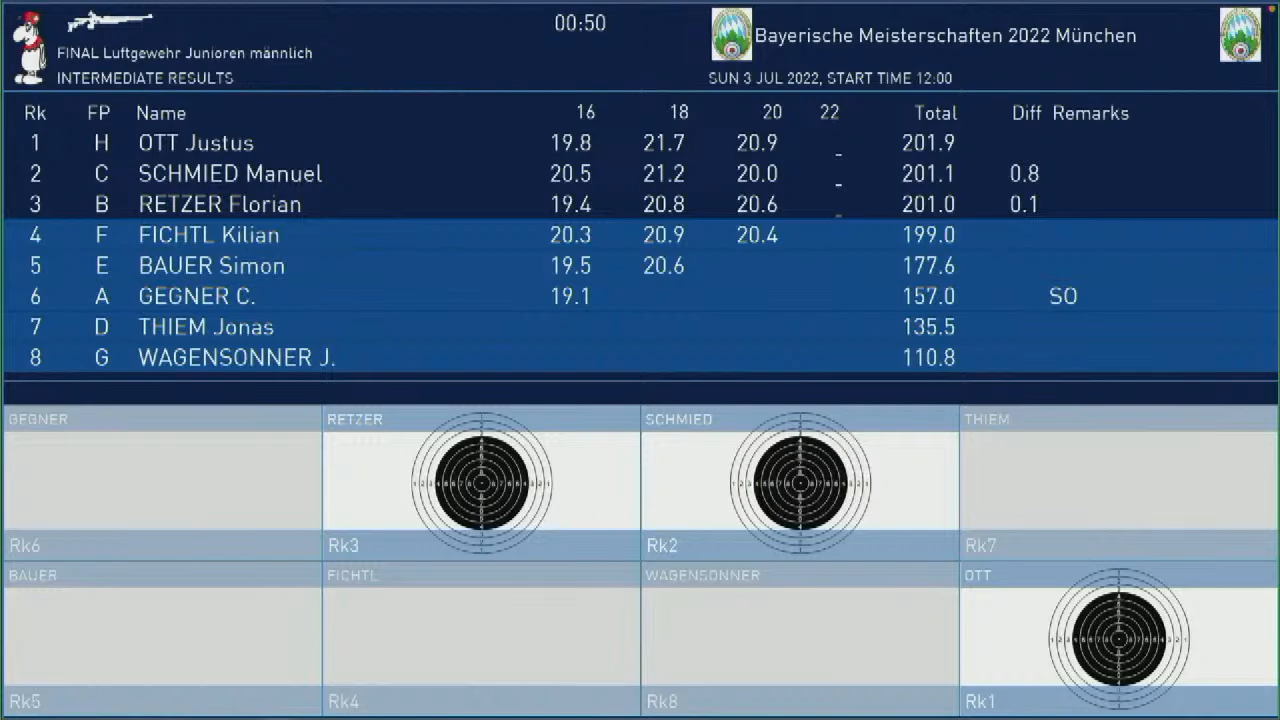 FINAL Luftgewehr Junioren männlich
INTERMEDIATE RESULTS
00:50
Bayerische Meisterschaften 2022 München
SUN 3 JUL 2022, START TIME 12:00
Rk FP Name 16 18 20 22 Total Diff Remarks
1 H OTT Justus 19.8 21.7 20.9 _ 201.9
2 C SCHMIED Manuel 20.5 21.2 20.0 _ 201.1 0.8
3 B RETZER Florian 19.4 20.8 20.6 _ 201.0 0.1
4 F FICHTL Kilian 20.3 20.9 20.4 199.0
5 E BAUER Simon 19.5 20.6 177.6
6 A GEGNER C. 19.1 157.0 SO
7 D THIEM Jonas 135.5
8 G WAGENSONNER J. 110.8
GEGNER RETZER SCHMIED THIEM
Rk6 Rk3 Rk2 Rk7
BAUER FICHTL WAGENSONNER OTT
Rk5 Rk4 Rk8 Rk1